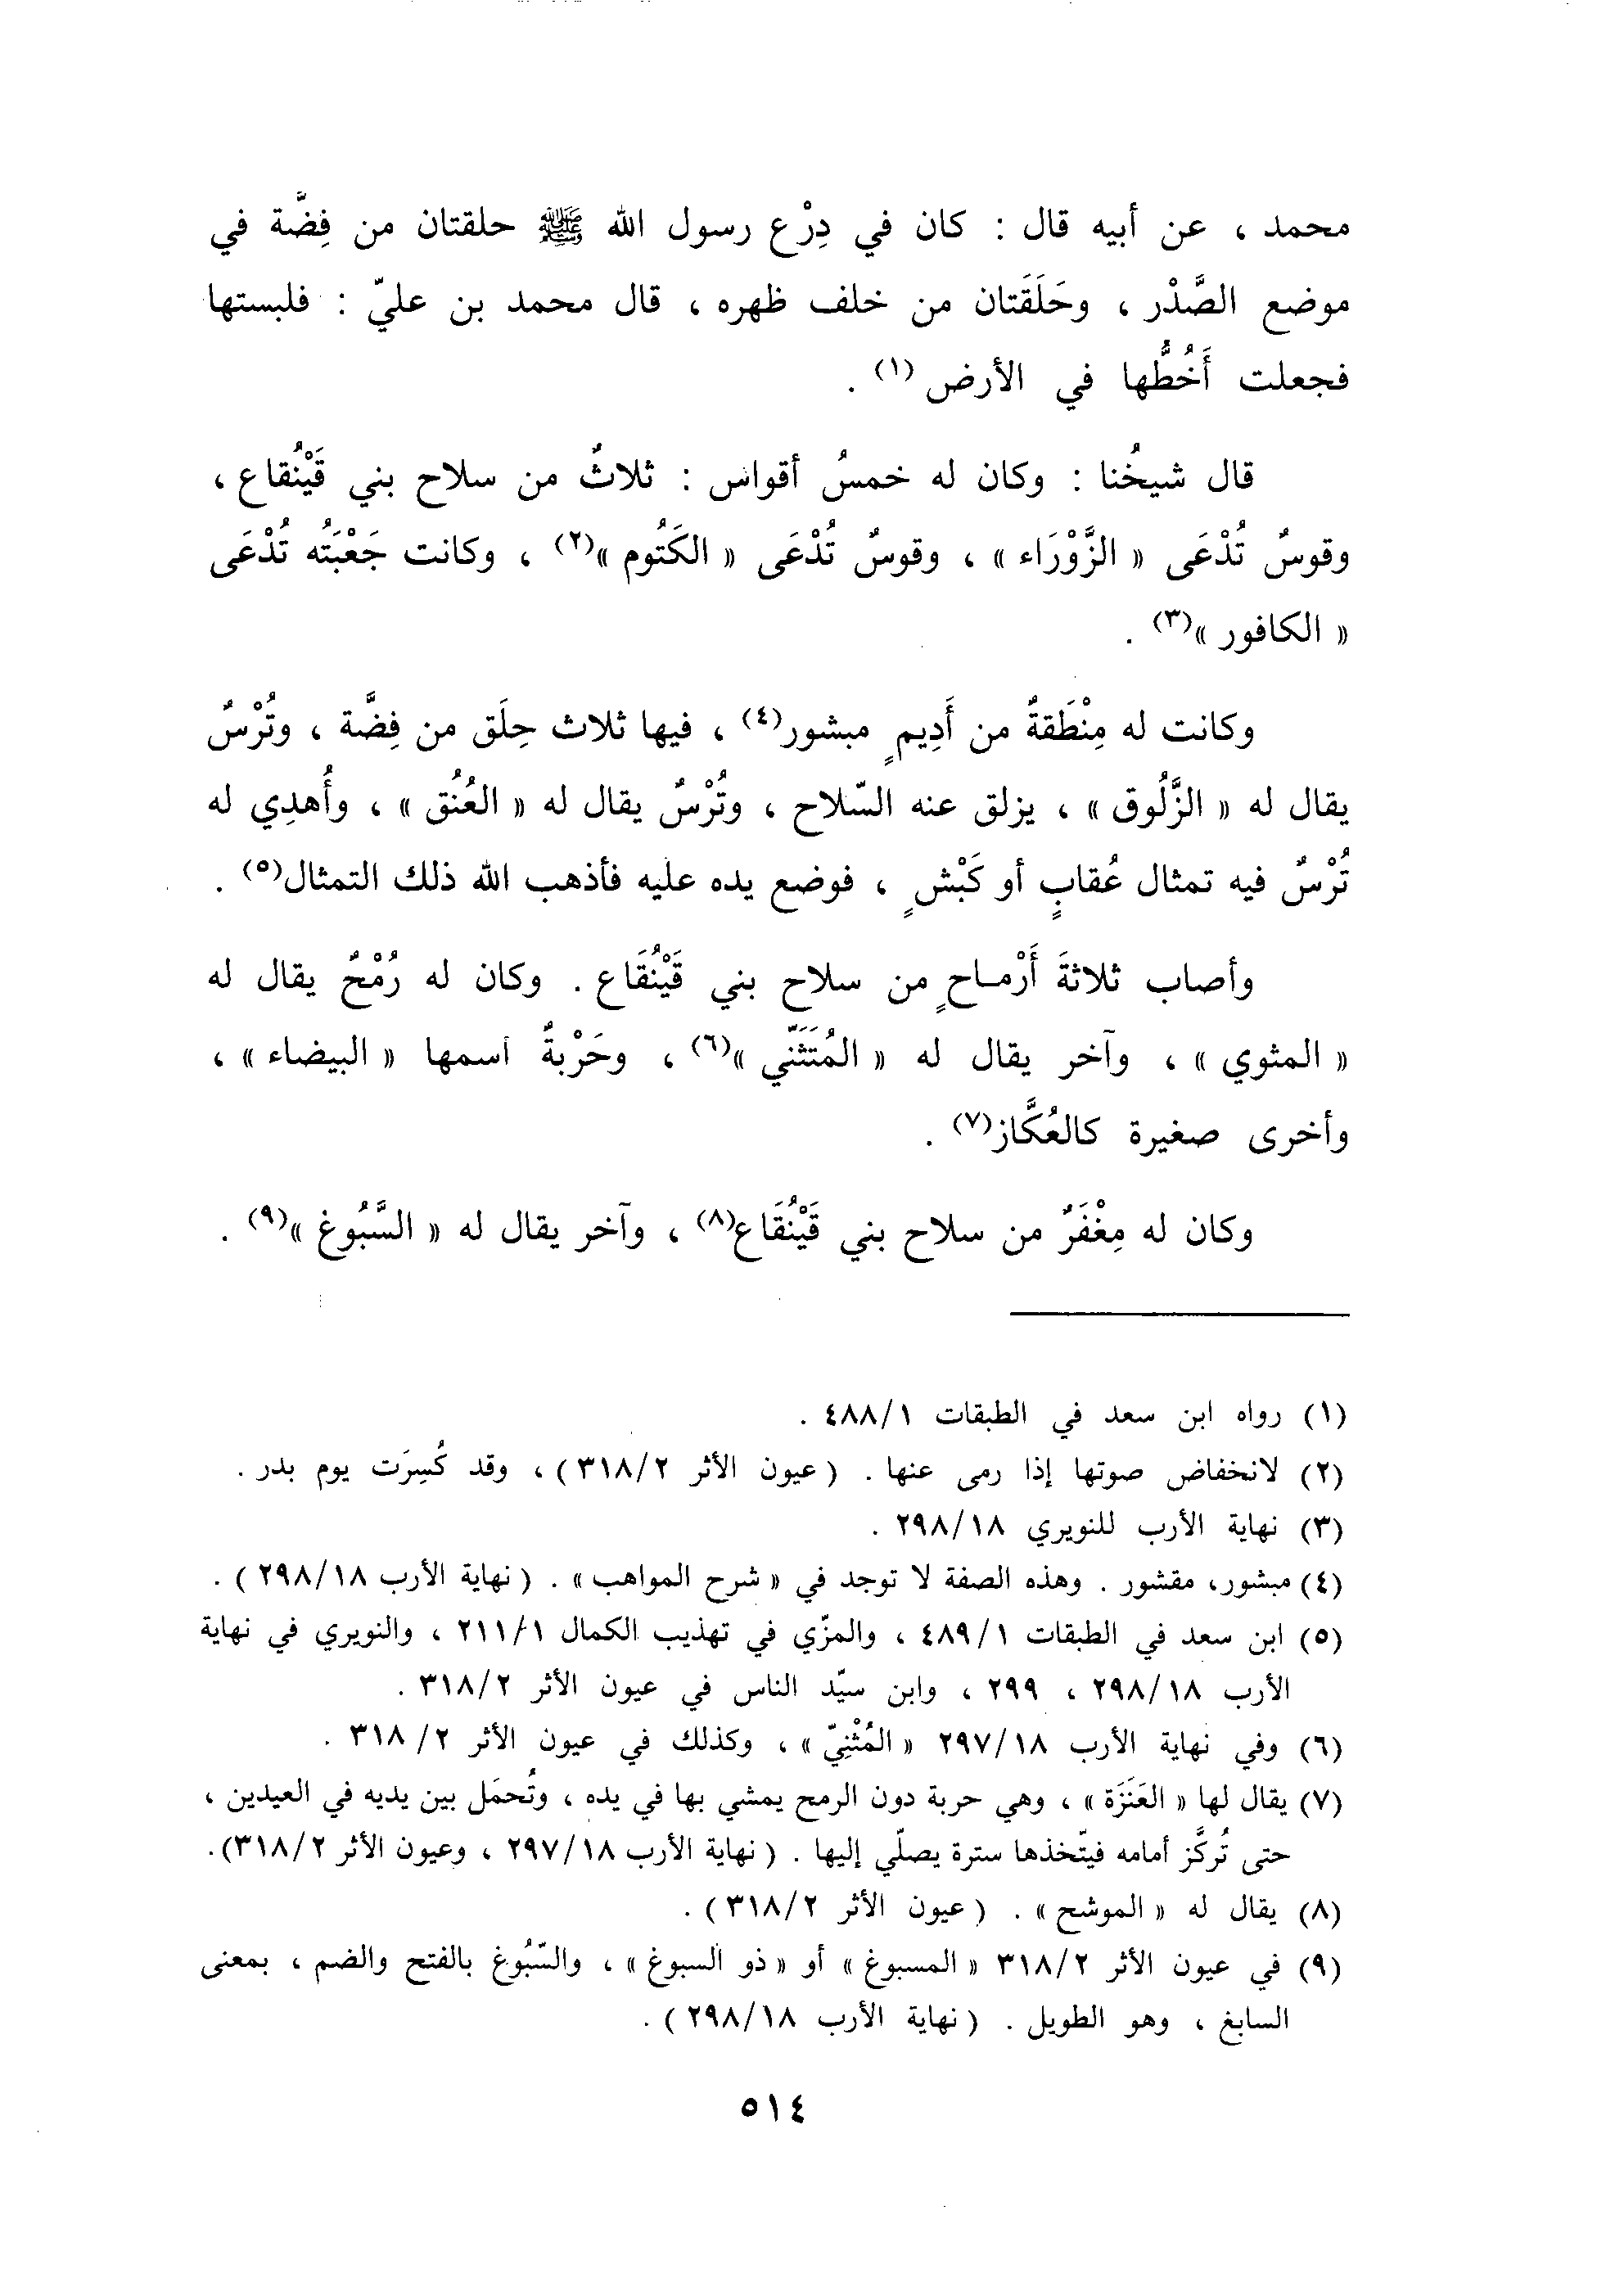 محمد ، عن أبيه قال : كان في دِرْع رسول الله ﷺ حلقتان من فِضَّة في
موضع الصَّدْر ، وحَلَقَتان من خلف ظهره ، قال محمد بن عليّ : فلبستها
فجعلت أَخُطُّها في الأرض (١) .
قال شيخُنا : وكان له خمسُ أقواس : ثلاثٌ من سلاح بني قَيْنُقاع ،
وقوسٌ تُدْعَى « الزَّوْرَاء » ، وقوسٌ تُدْعَى « الكَتُوم »(٢) ، وكانت جَعْبَتُه تُدْعَى
« الكافور »(٣) .
وكانت له مِنْطَقةٌ من أَدِيمٍ مبشور(٤) ، فيها ثلاث حِلَق من فِضَّة ، وتُرْسٌ
يقال له « الزَّلُوق » ، يزلق عنه السّلاح ، وتُرْسٌ يقال له « العُنُق » ، وأُهدِي له
تُرْسٌ فيه تمثال عُقابٍ أو كَبْشٍ ، فوضع يده عليه فأذهب الله ذلك التمثال(٥) .
وأصاب ثلاثةَ أَرْمـاحٍ من سلاح بني قَيْنُقَاع . وكان له رُمْحٌ يقال له
« المثوي » ، وآخر يقال له « المُتَثَنّي »(٦) ، وحَرْبةٌ اسمها « البيضاء » ،
وأخرى صغيرة كالعُكَّاز(٧) .
وكان له مِغْفَرٌ من سلاح بني قَيْنُقَاع(٨) ، وآخر يقال له « السَّبُوغ »(٩) .
(١) رواه ابن سعد في الطبقات ٤٨٨/١ .
(٢) لانخفاض صوتها إذا رمى عنها . ( عيون الأثر ٣١٨/٢ ) ، وقد كُسِرَت يوم بدر .
(٣) نهاية الأرب للنويري ٢٩٨/١٨ .
(٤) مبشور، مقشور . وهذه الصفة لا توجد في « شرح المواهب » . ( نهاية الأرب ٢٩٨/١٨ ) .
(٥) ابن سعد في الطبقات ٤٨٩/١ ، والمزّي في تهذيب الكمال ٢١١/١ ، والنويري في نهاية
الأرب ٢٩٨/١٨ ، ٢٩٩ ، وابن سيّد الناس في عيون الأثر ٣١٨/٢ .
(٦) وفي نهاية الأرب ٢٩٧/١٨ « المُثْنِيّ » ، وكذلك في عيون الأثر ٣١٨/٢ .
(٧) يقال لها « العَنَزَة » ، وهي حربة دون الرمح يمشي بها في يده ، وتُحمَل بين يديه في العيدين ،
حتى تُركَّز أمامه فيتّخذها سترة يصلّي إليها . ( نهاية الأرب ٢٩٧/١٨ ، وعيون الأثر ٣١٨/٢).
(٨) يقال له « الموشح » . ( عيون الأثر ٣١٨/٢ ) .
(٩) في عيون الأثر ٣١٨/٢ « المسبوغ » أو « ذو السبوغ » ، والسّبُوغ بالفتح والضم ، بمعنى
السابغ ، وهو الطويل . ( نهاية الأرب ٢٩٨/١٨ ) .
٥١٤